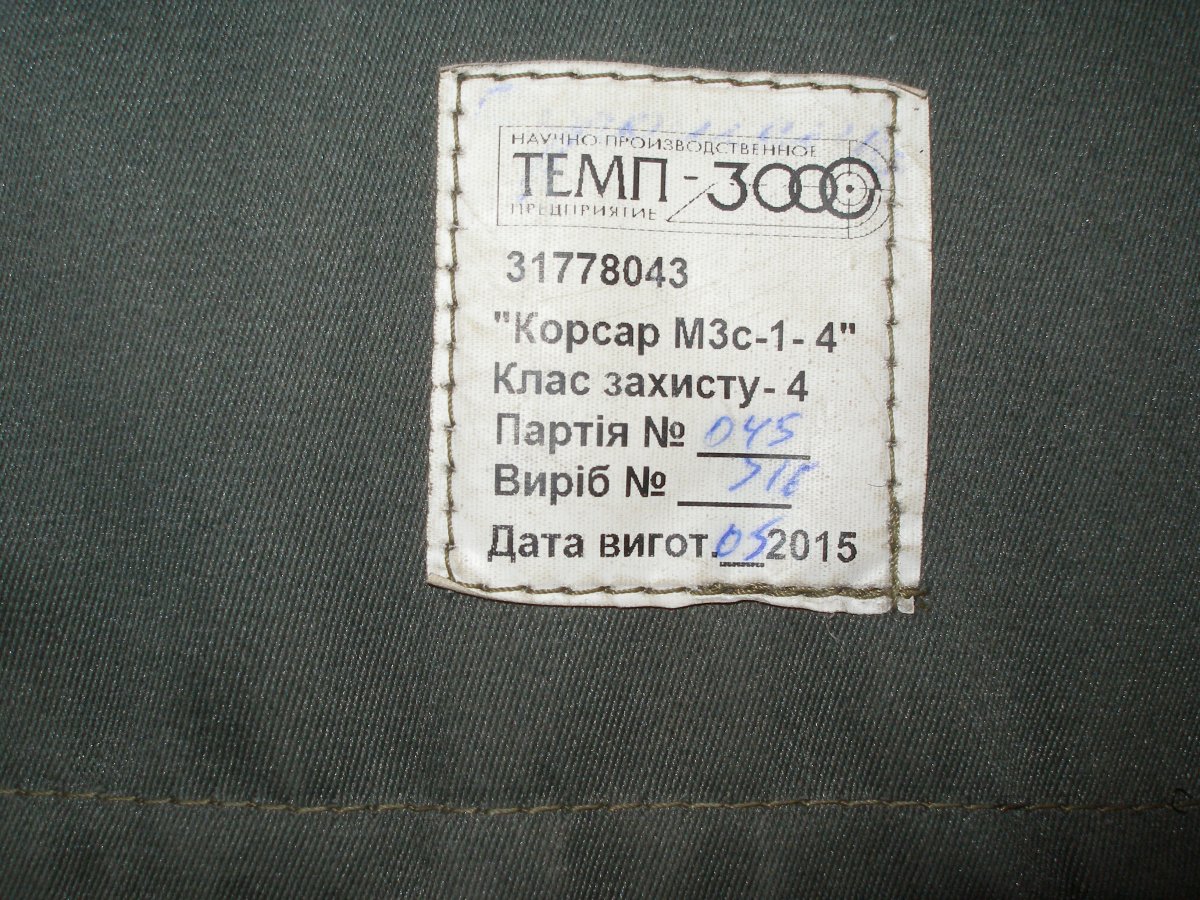 НАУЧНО-ПРОИЗВОДСТВЕННОЕ
ТЕМП-3000
ПРЕДПРИЯТИЕ
31778043
"Корсар М3с-1- 4"
Клас захисту- 4
Партія № 045
Виріб №
Дата вигот. 05 2015